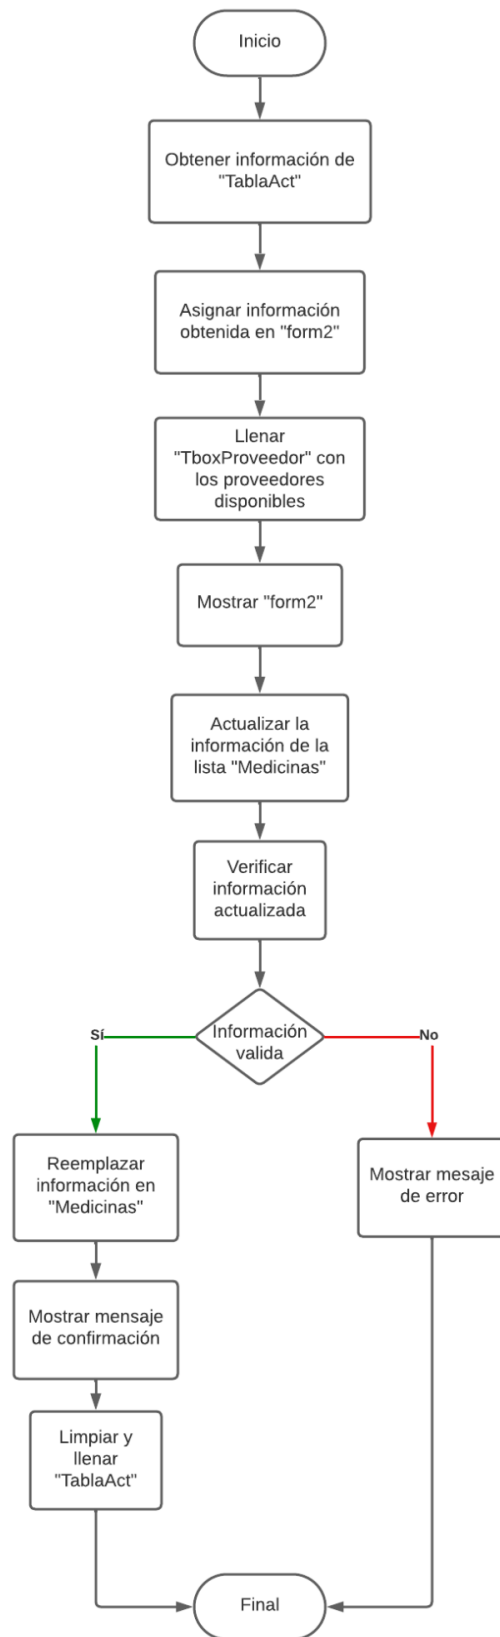 Inicio
Obtener información de
"TablaAct"
Asignar información
obtenida en "form2"
Llenar
"TboxProveedor" con
los proveedores
disponibles
Mostrar "form2"
Actualizar la
información de la
lista "Medicinas"
Verificar
información
actualizada
Información
valida
Sí
No
Reemplazar
información en
"Medicinas"
Mostrar mesaje
de error
Mostrar mensaje
de confirmación
Limpiar y
llenar
"TablaAct"
Final